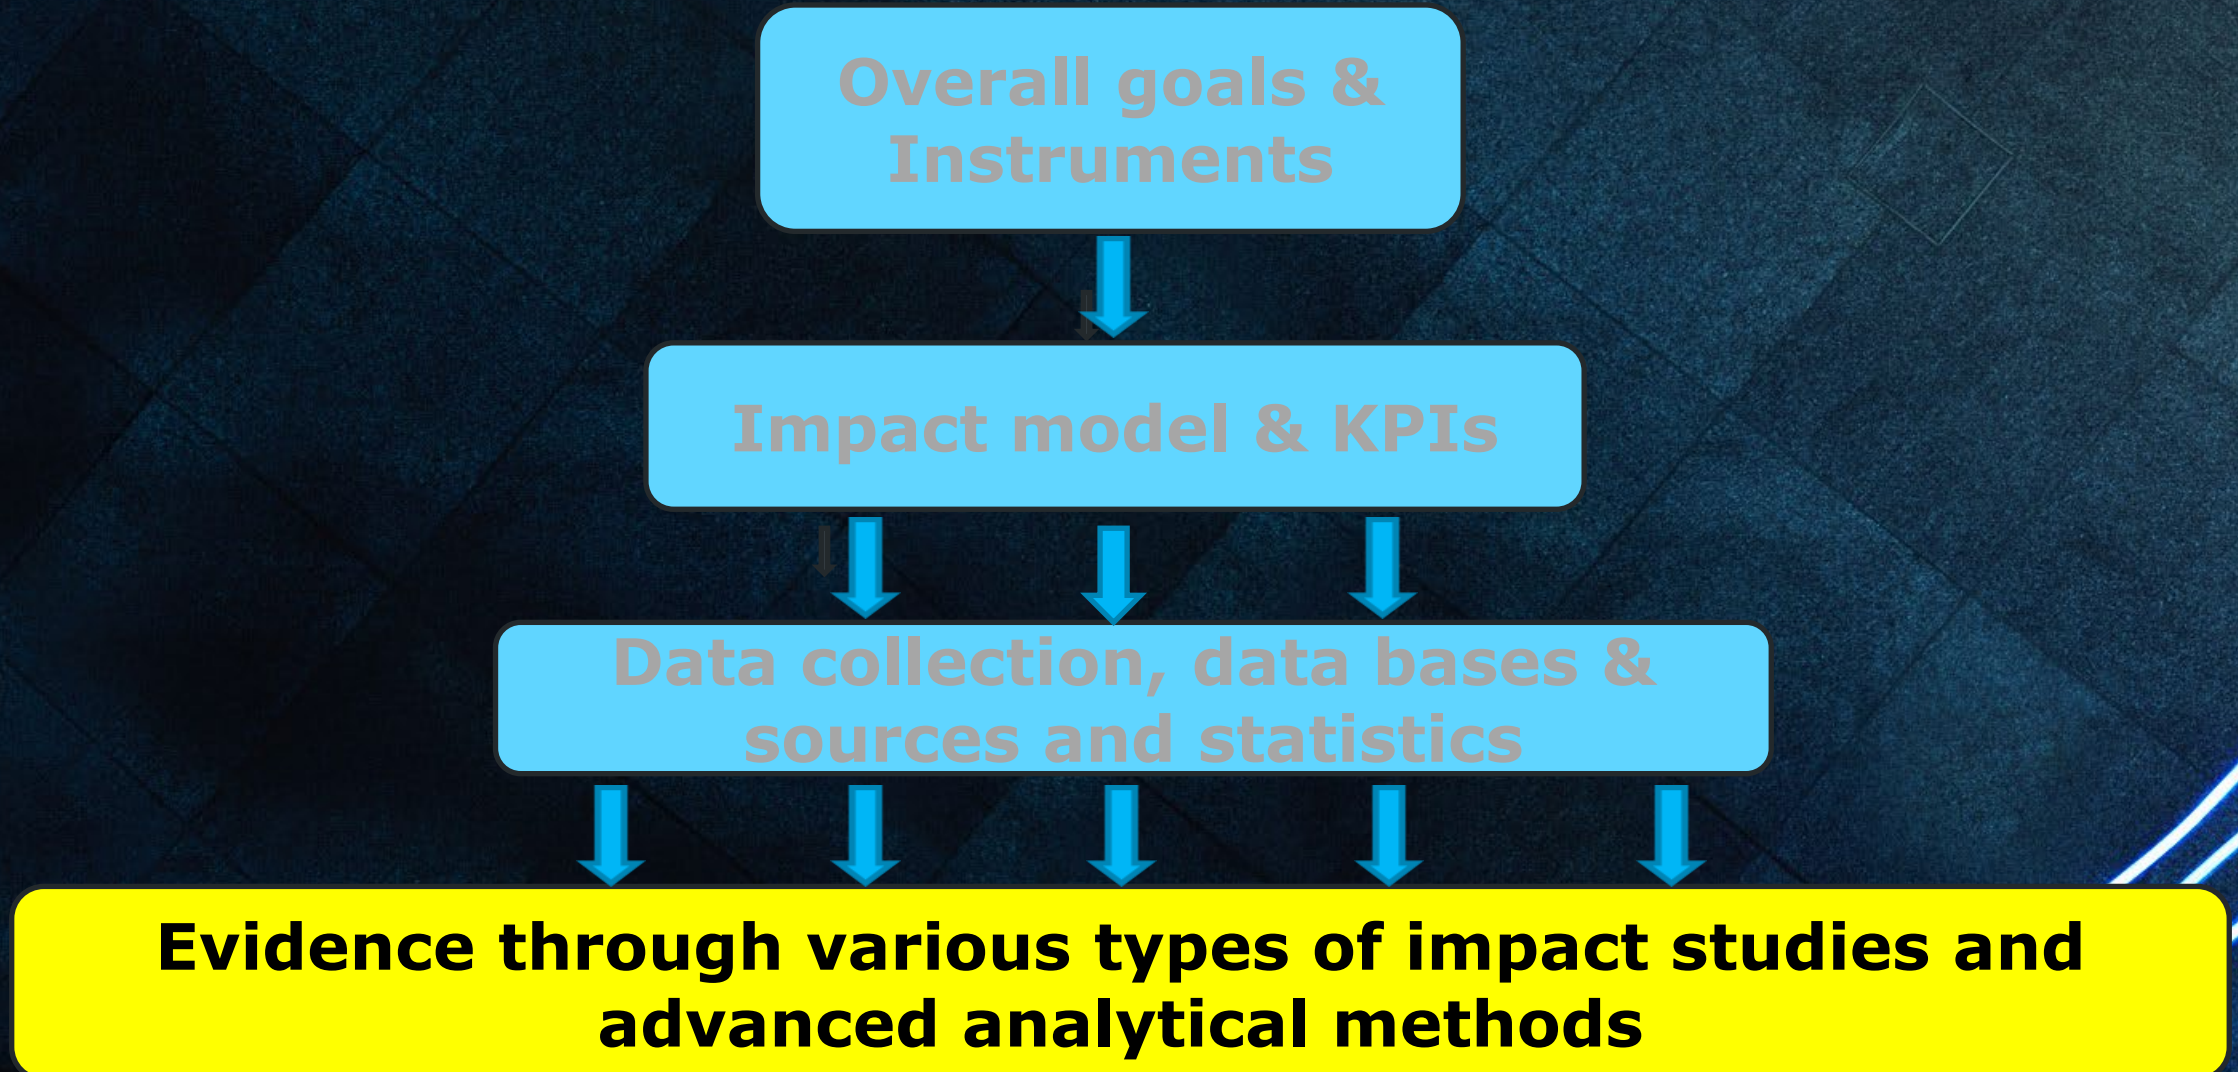 Overall goals &
Instruments
Impact model & KPIs
Data collection, data bases &
sources and statistics
Evidence through various types of impact studies and
advanced analytical methods